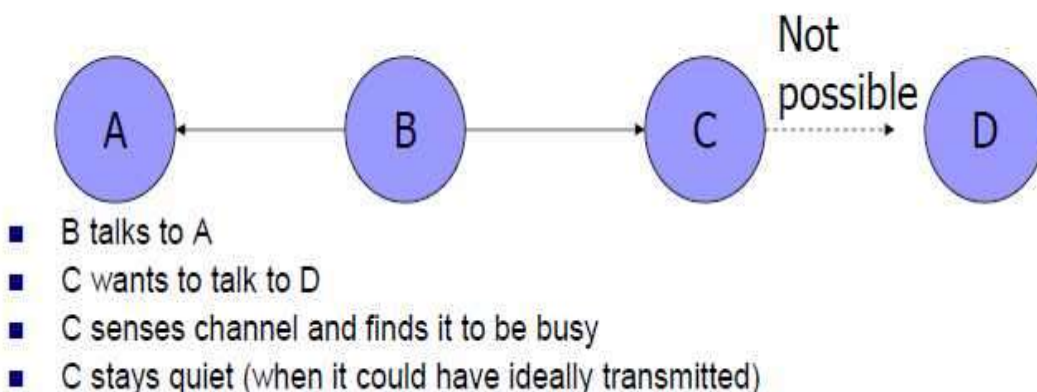 Not
possible
A B C D
■ B talks to A
■ C wants to talk to D
■ C senses channel and finds it to be busy
■ C stays quiet (when it could have ideally transmitted)